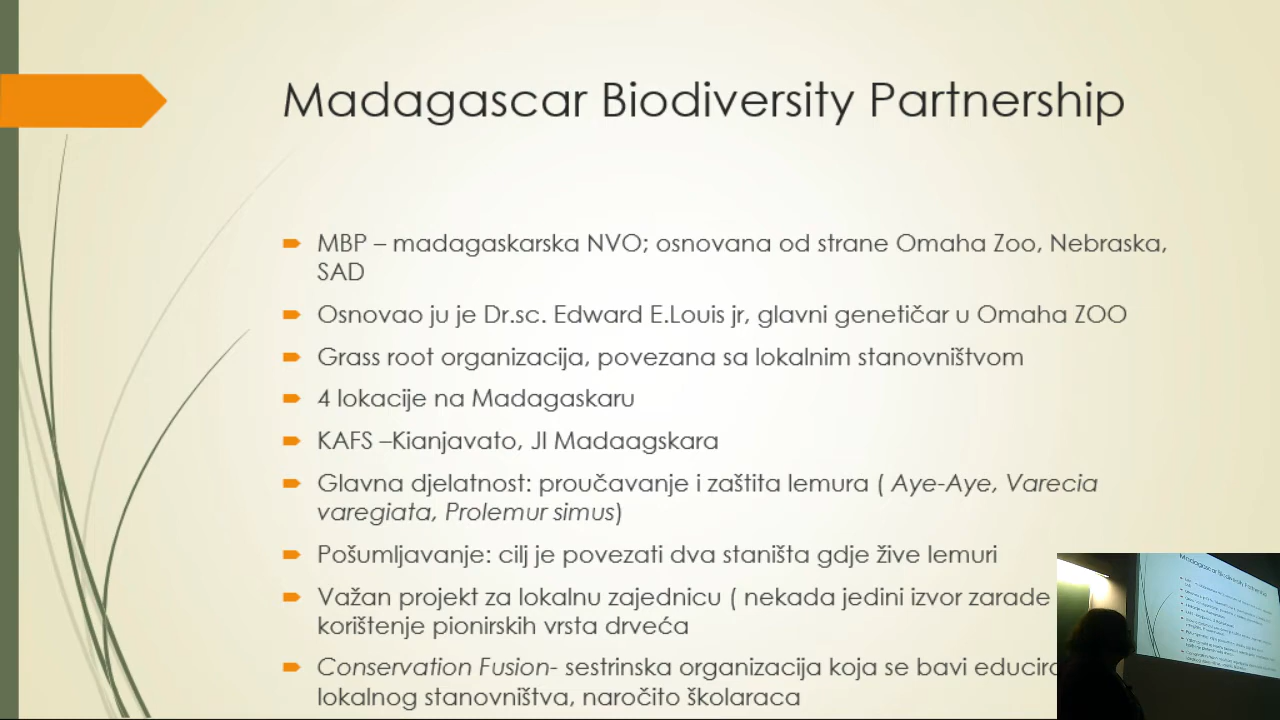 Madagascar Biodiversity Partnership
MBP – madagaskarska NVO; osnovana od strane Omaha Zoo, Nebraska,
SAD
Osnovao ju je Dr.sc. Edward E.Louis jr, glavni genetičar u Omaha ZOO
Grass root organizacija, povezana sa lokalnim stanovništvom
4 lokacije na Madagaskaru
KAFS –Kianjavato, JI Madaagskara
Glavna djelatnost: proučavanje i zaštita lemura ( Aye-Aye, Varecia
varegiata, Prolemur simus)
Pošumljavanje: cilj je povezati dva staništa gdje žive lemuri
Važan projekt za lokalnu zajednicu ( nekada jedini izvor zarade
korištenje pionirskih vrsta drveća
Conservation Fusion- sestrinska organizacija koja se bavi
lokalnog stanovništva, naročito školaraca